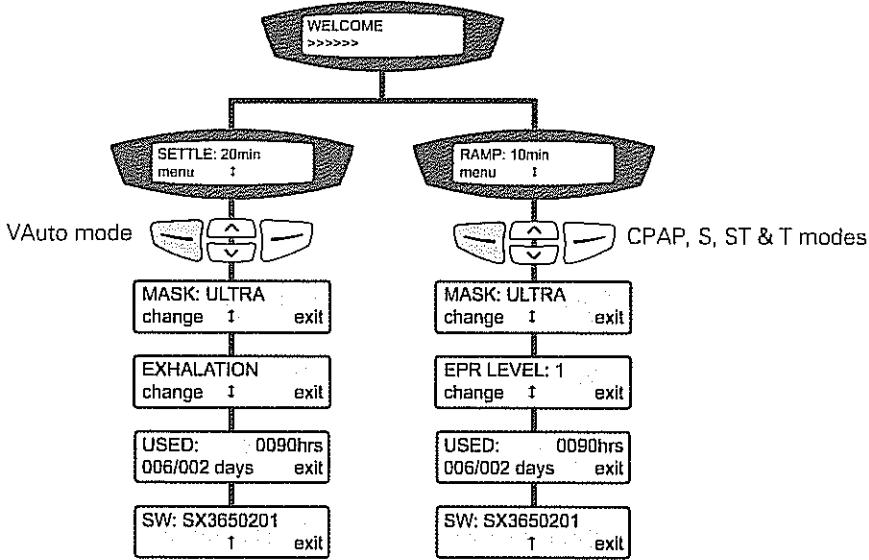 WELCOME
>>>>>>
SETTLE: 20min
menu ↕
RAMP: 10min
menu ↕
VAuto mode
CPAP, S, ST & T modes
MASK: ULTRA
change ↕ exit
MASK: ULTRA
change ↕ exit
EXHALATION
change ↕ exit
EPR LEVEL: 1
change ↕ exit
USED: 0090hrs
006/002 days exit
USED: 0090hrs
006/002 days exit
SW: SX3650201
↑ exit
SW: SX3650201
↑ exit